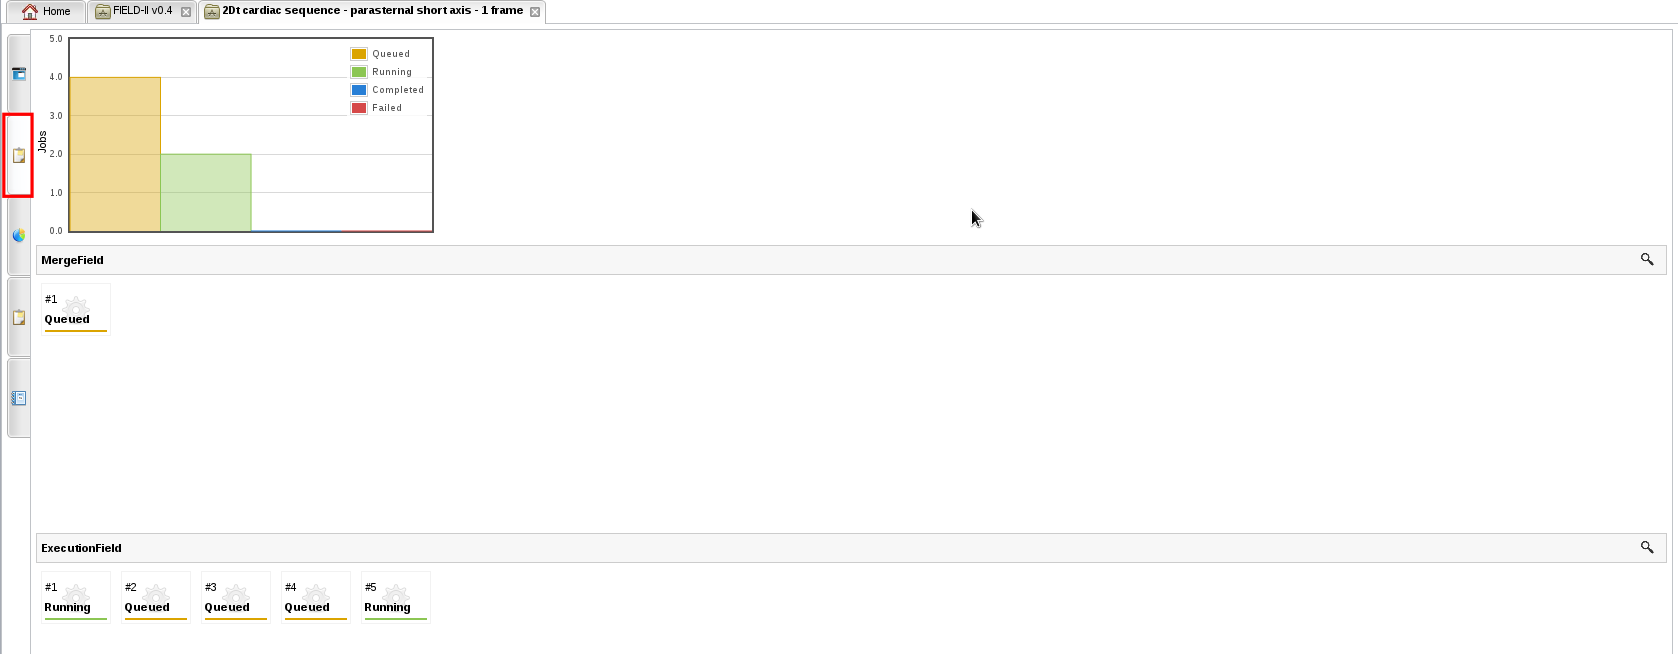 Home FIELD-II v0.4 2Dt cardiac sequence - parasternal short axis - 1 frame
5.0
4.0
3.0
2.0
1.0
0.0
Jobs
Queued
Running
Completed
Failed
MergeField
#1
Queued
ExecutionField
#1 #2 #3 #4 #5
Running Queued Queued Queued Running